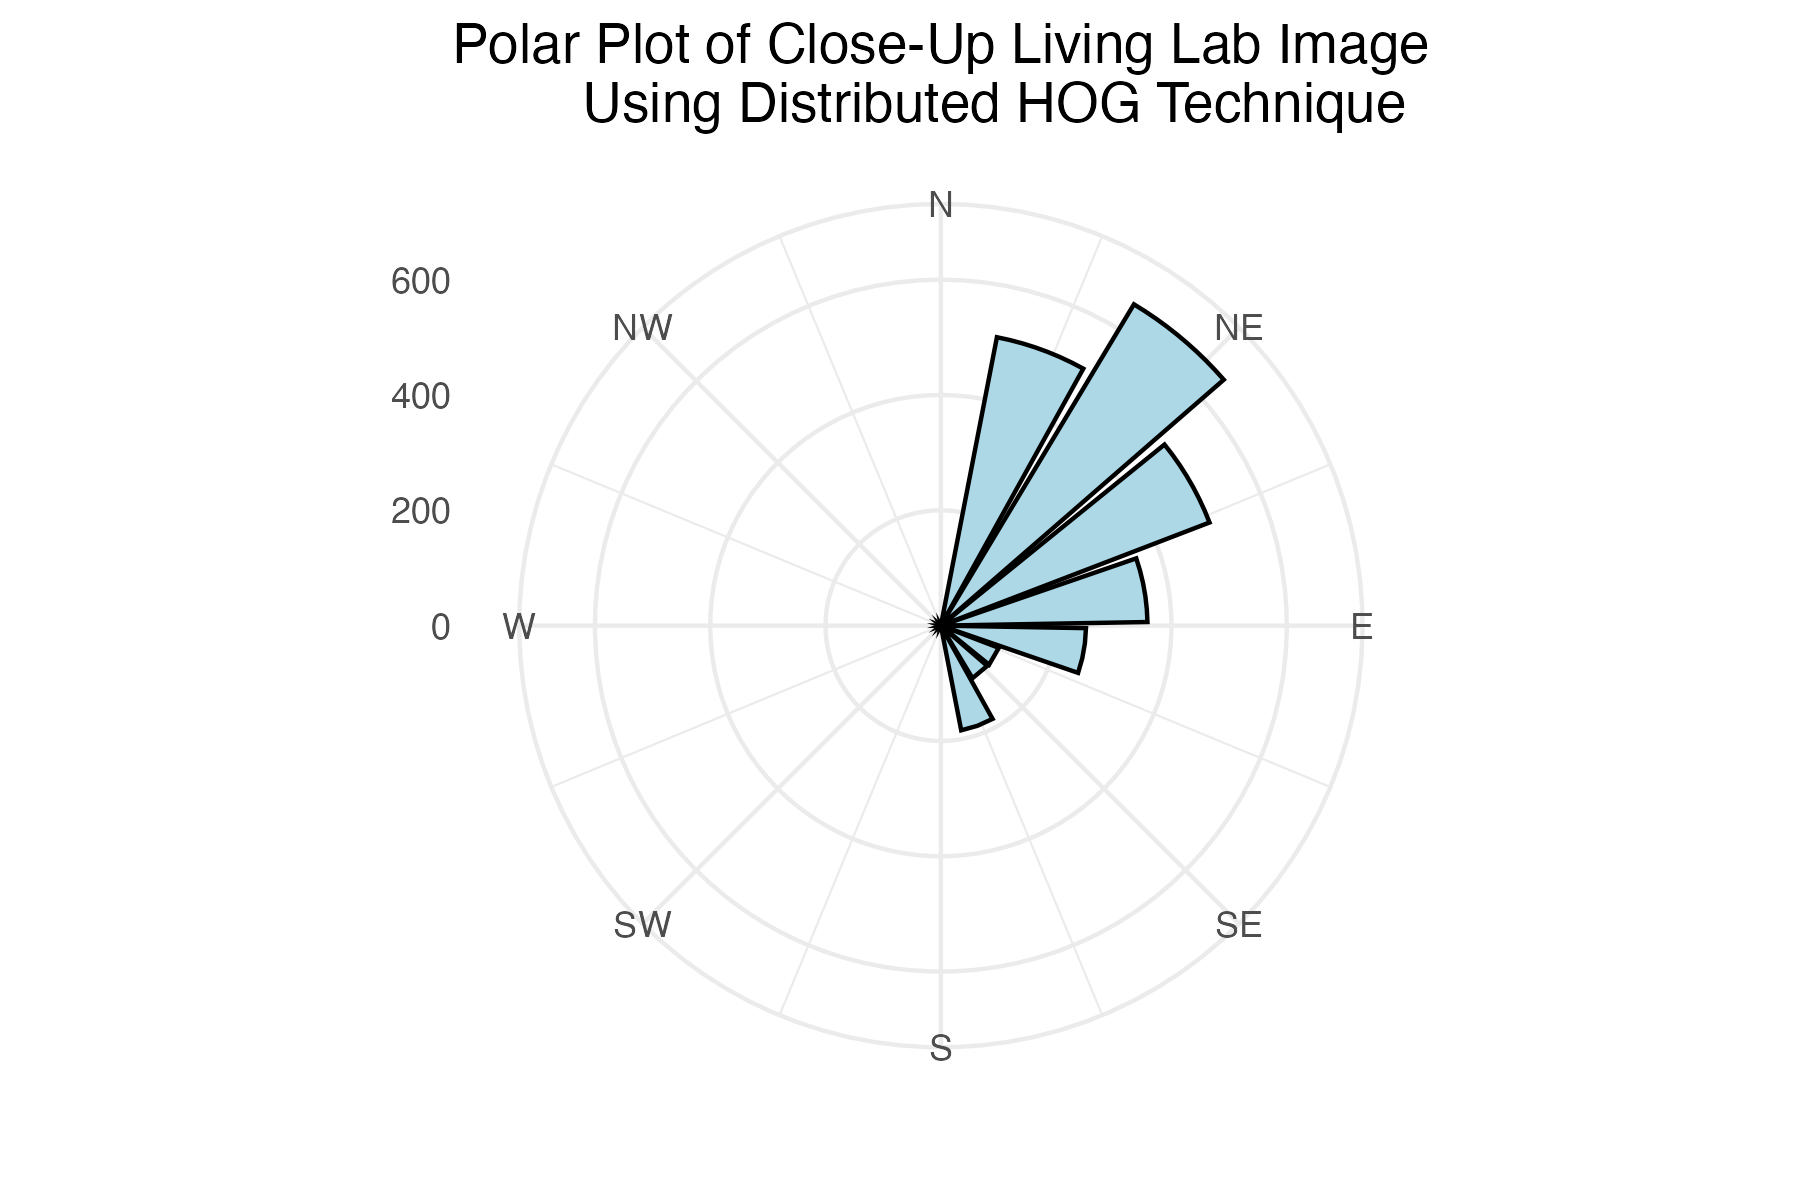 Polar Plot of Close-Up Living Lab Image
Using Distributed HOG Technique
N
600
NW
NE
400
200
0
W
E
SW
SE
S